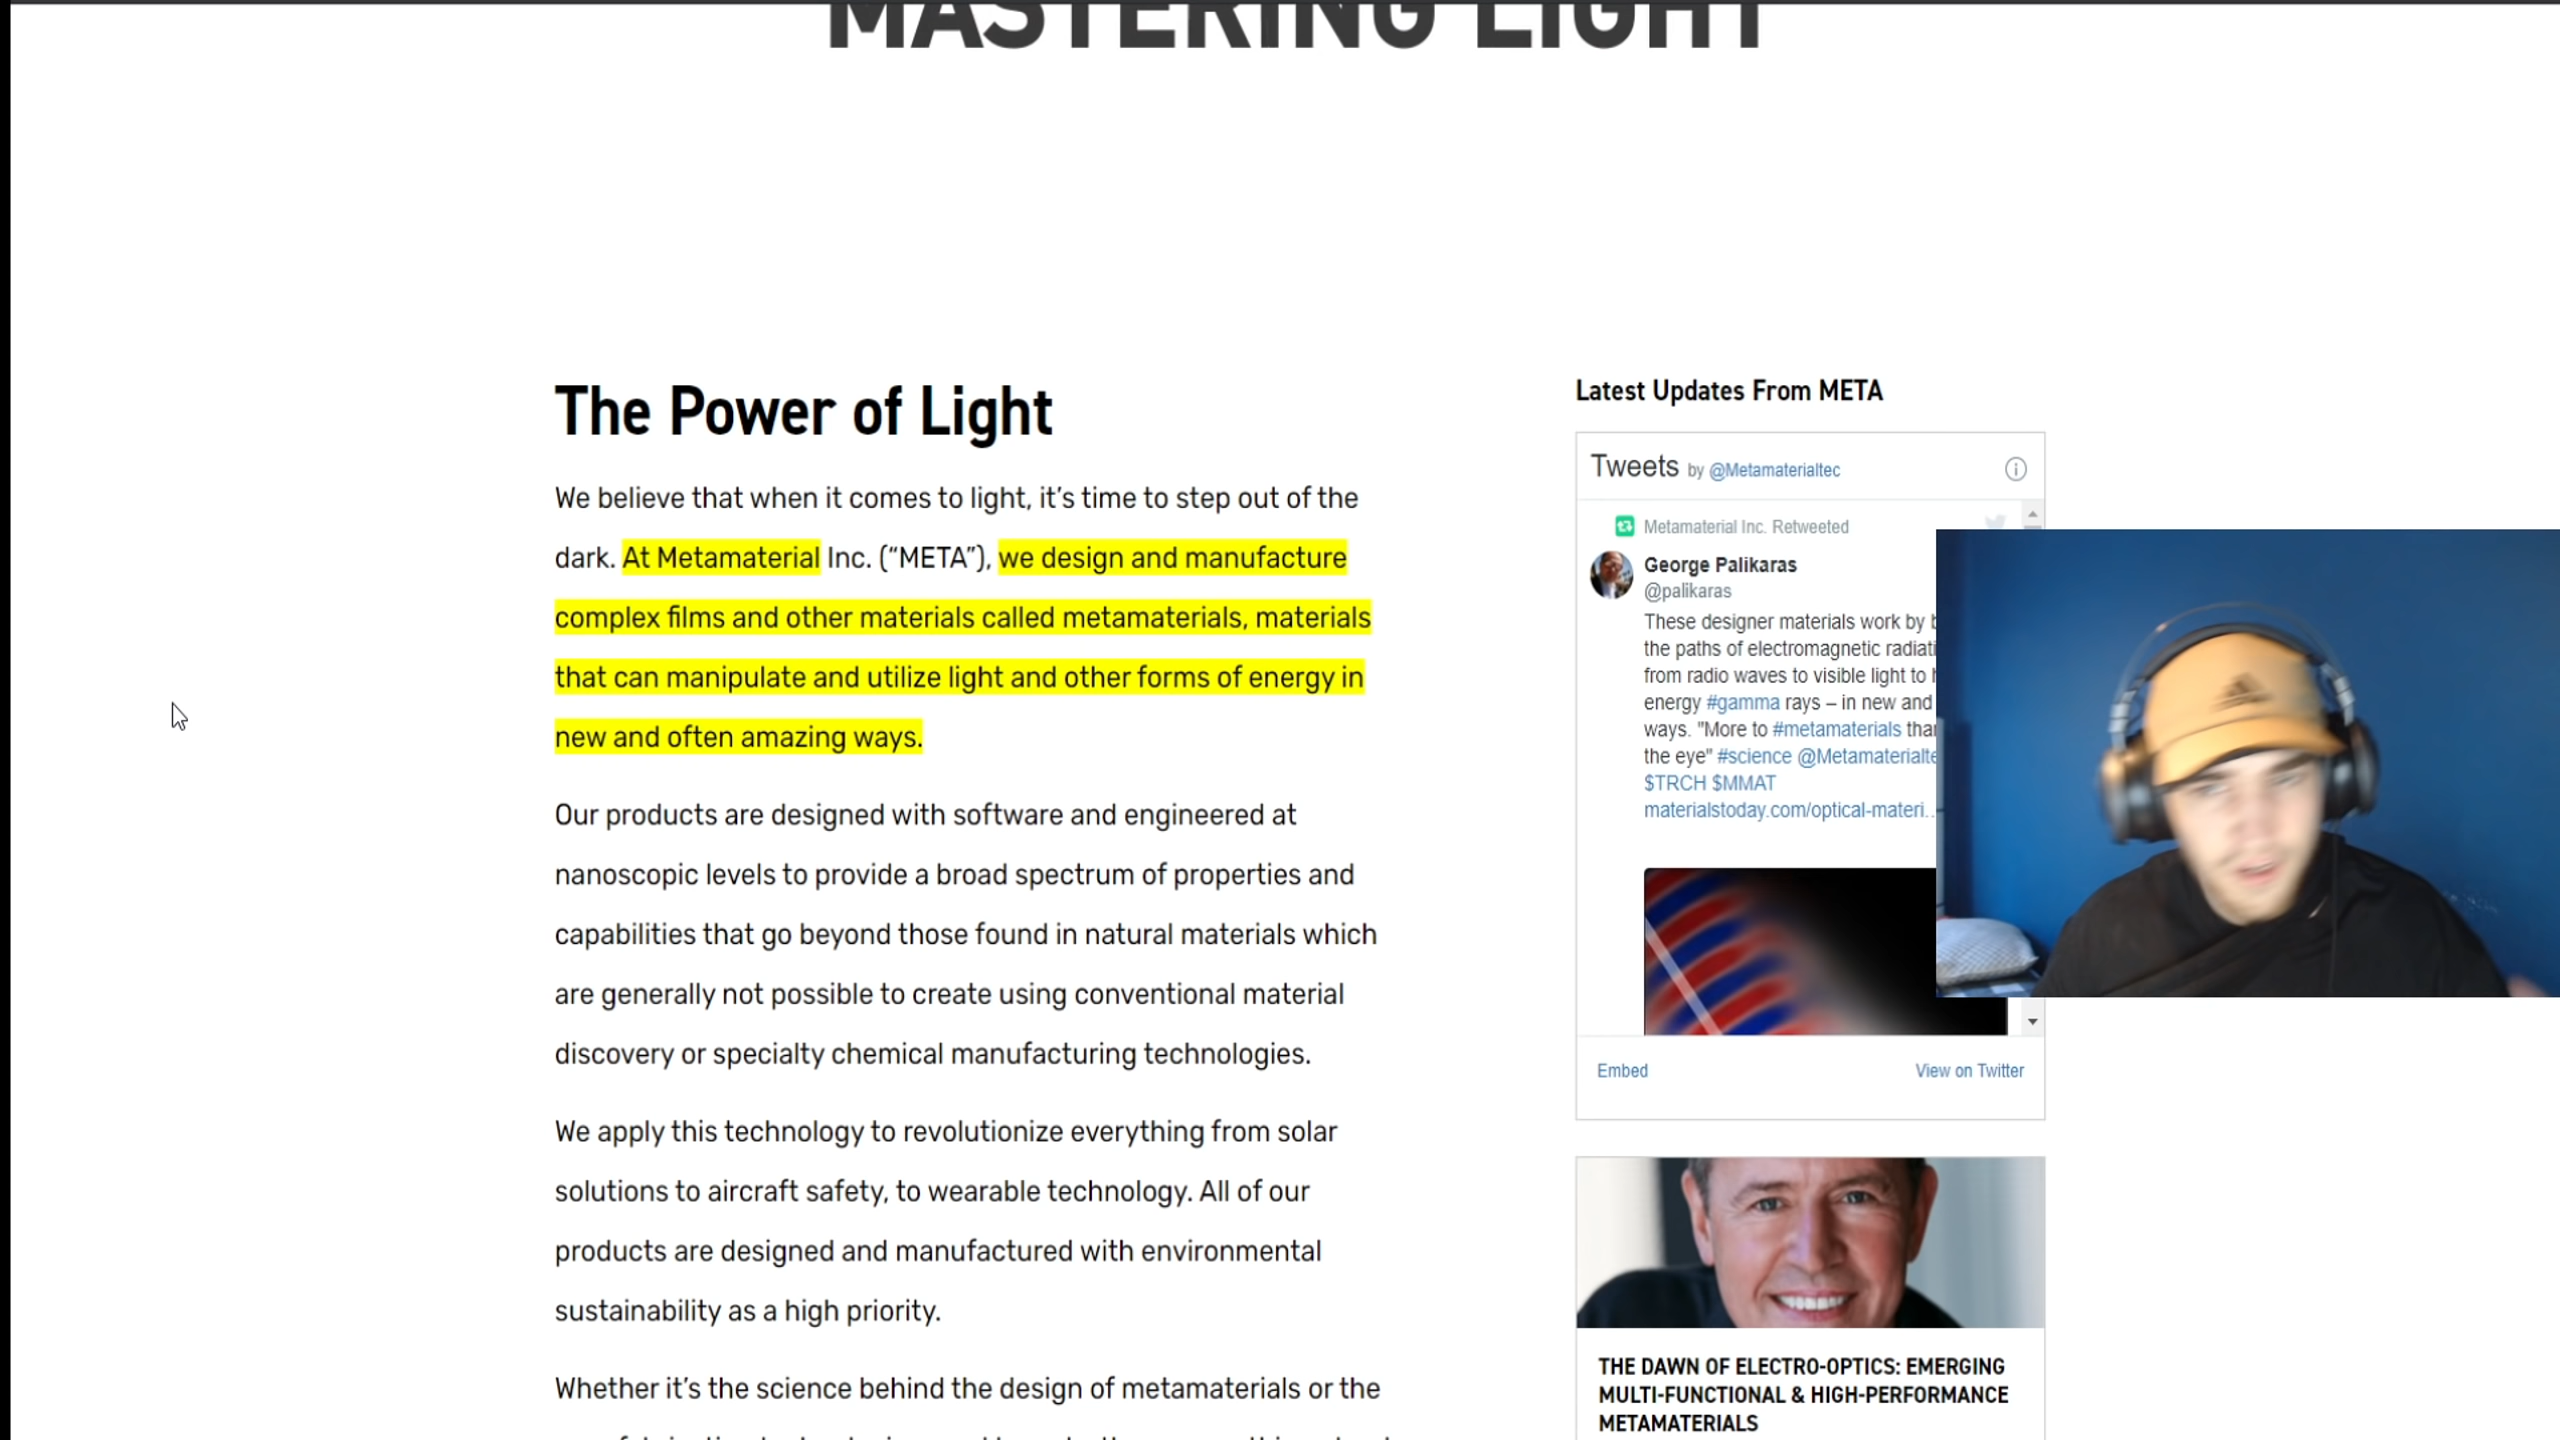 MASTERING LIGHT
The Power of Light
We believe that when it comes to light, it’s time to step out of the
dark. At Metamaterial Inc. (“META”), we design and manufacture
complex films and other materials called metamaterials, materials
that can manipulate and utilize light and other forms of energy in
new and often amazing ways.
Our products are designed with software and engineered at
nanoscopic levels to provide a broad spectrum of properties and
capabilities that go beyond those found in natural materials which
are generally not possible to create using conventional material
discovery or specialty chemical manufacturing technologies.
We apply this technology to revolutionize everything from solar
solutions to aircraft safety, to wearable technology. All of our
products are designed and manufactured with environmental
sustainability as a high priority.
Whether it’s the science behind the design of metamaterials or the
Latest Updates From META
Tweets by @Metamaterialtec
Metamaterial Inc. Retweeted
George Palikaras
@palikaras
These designer materials work by
the paths of electromagnetic
from radio waves to visible light to
energy #gamma rays – in new and
ways. "More to #metamaterials
the eye" #science
$TRCH $MMAT
materialstoday.com/optical-materi…
Embed
View on Twitter
THE DAWN OF ELECTRO-OPTICS: EMERGING
MULTI-FUNCTIONAL & HIGH-PERFORMANCE
METAMATERIALS